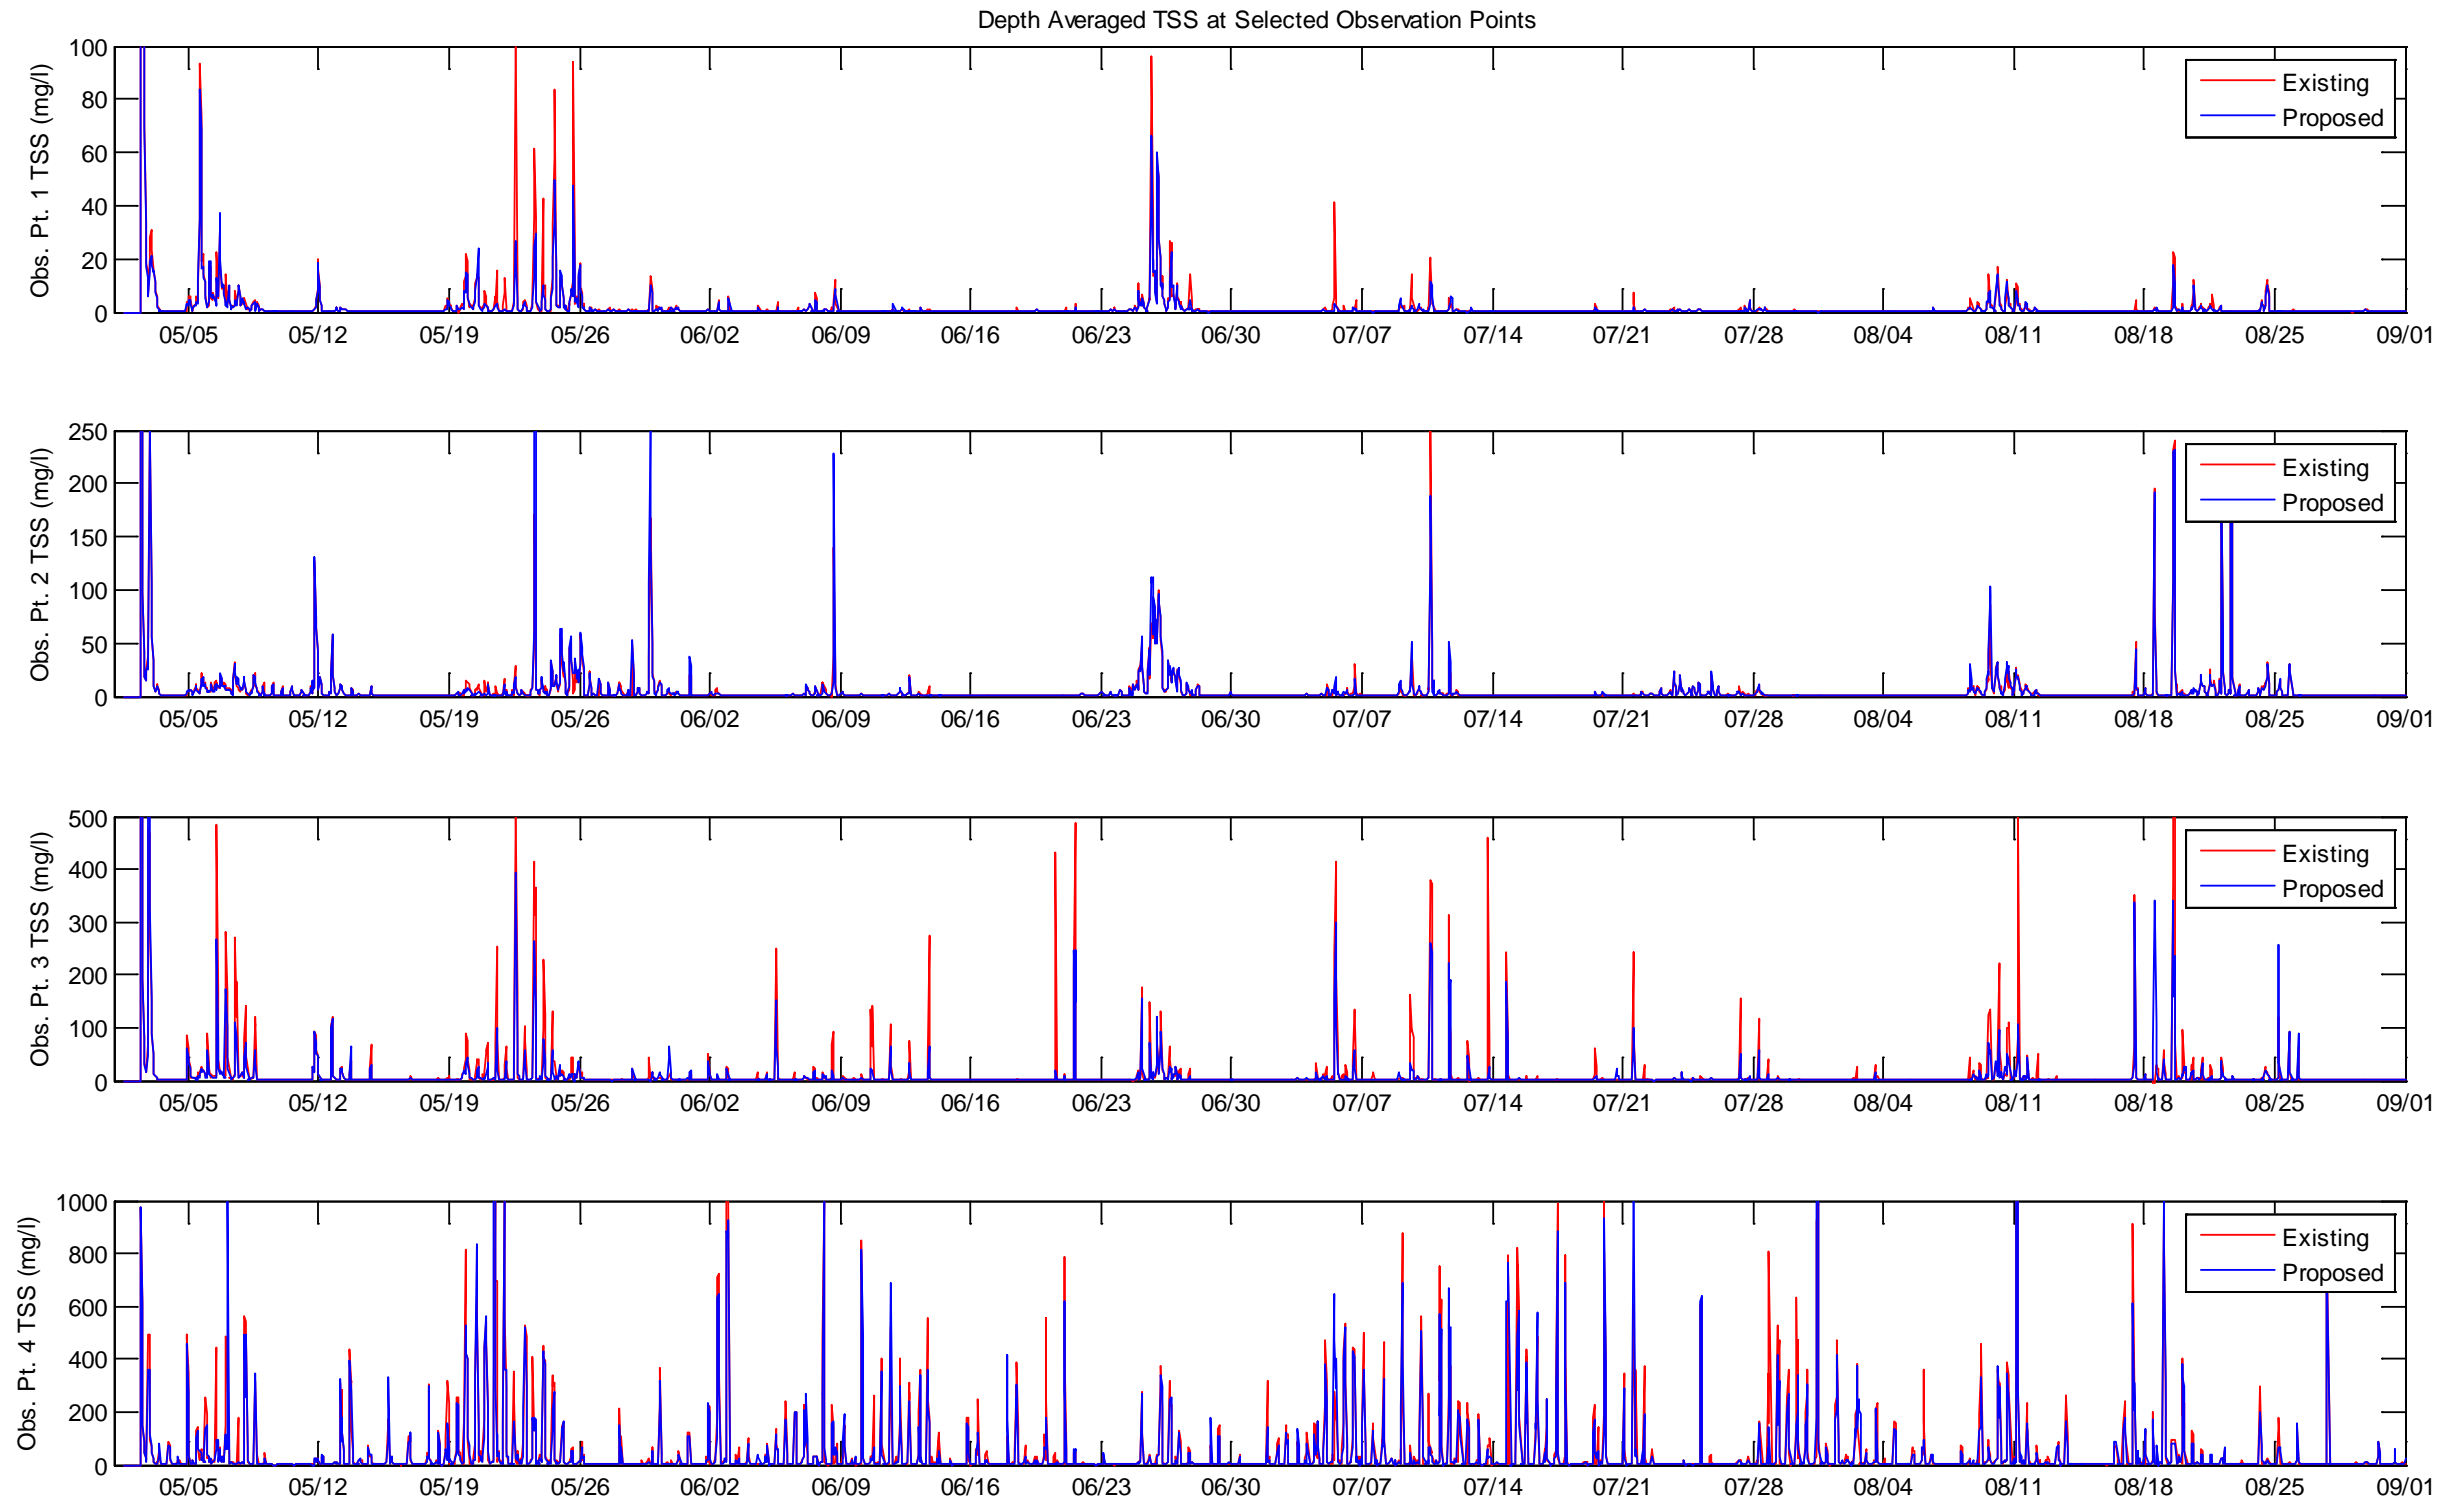 Depth Averaged TSS at Selected Observation Points
Obs. Pt. 1 TSS (mg/l)
100
80
60
40
20
0
Existing
Proposed
05/05 05/12 05/19 05/26 06/02 06/09 06/16 06/23 06/30 07/07 07/14 07/21 07/28 08/04 08/11 08/18 08/25 09/01
Obs. Pt. 2 TSS (mg/l)
250
200
150
100
50
0
Existing
Proposed
05/05 05/12 05/19 05/26 06/02 06/09 06/16 06/23 06/30 07/07 07/14 07/21 07/28 08/04 08/11 08/18 08/25 09/01
Obs. Pt. 3 TSS (mg/l)
500
400
300
200
100
0
Existing
Proposed
05/05 05/12 05/19 05/26 06/02 06/09 06/16 06/23 06/30 07/07 07/14 07/21 07/28 08/04 08/11 08/18 08/25 09/01
Obs. Pt. 4 TSS (mg/l)
1000
800
600
400
200
0
Existing
Proposed
05/05 05/12 05/19 05/26 06/02 06/09 06/16 06/23 06/30 07/07 07/14 07/21 07/28 08/04 08/11 08/18 08/25 09/01